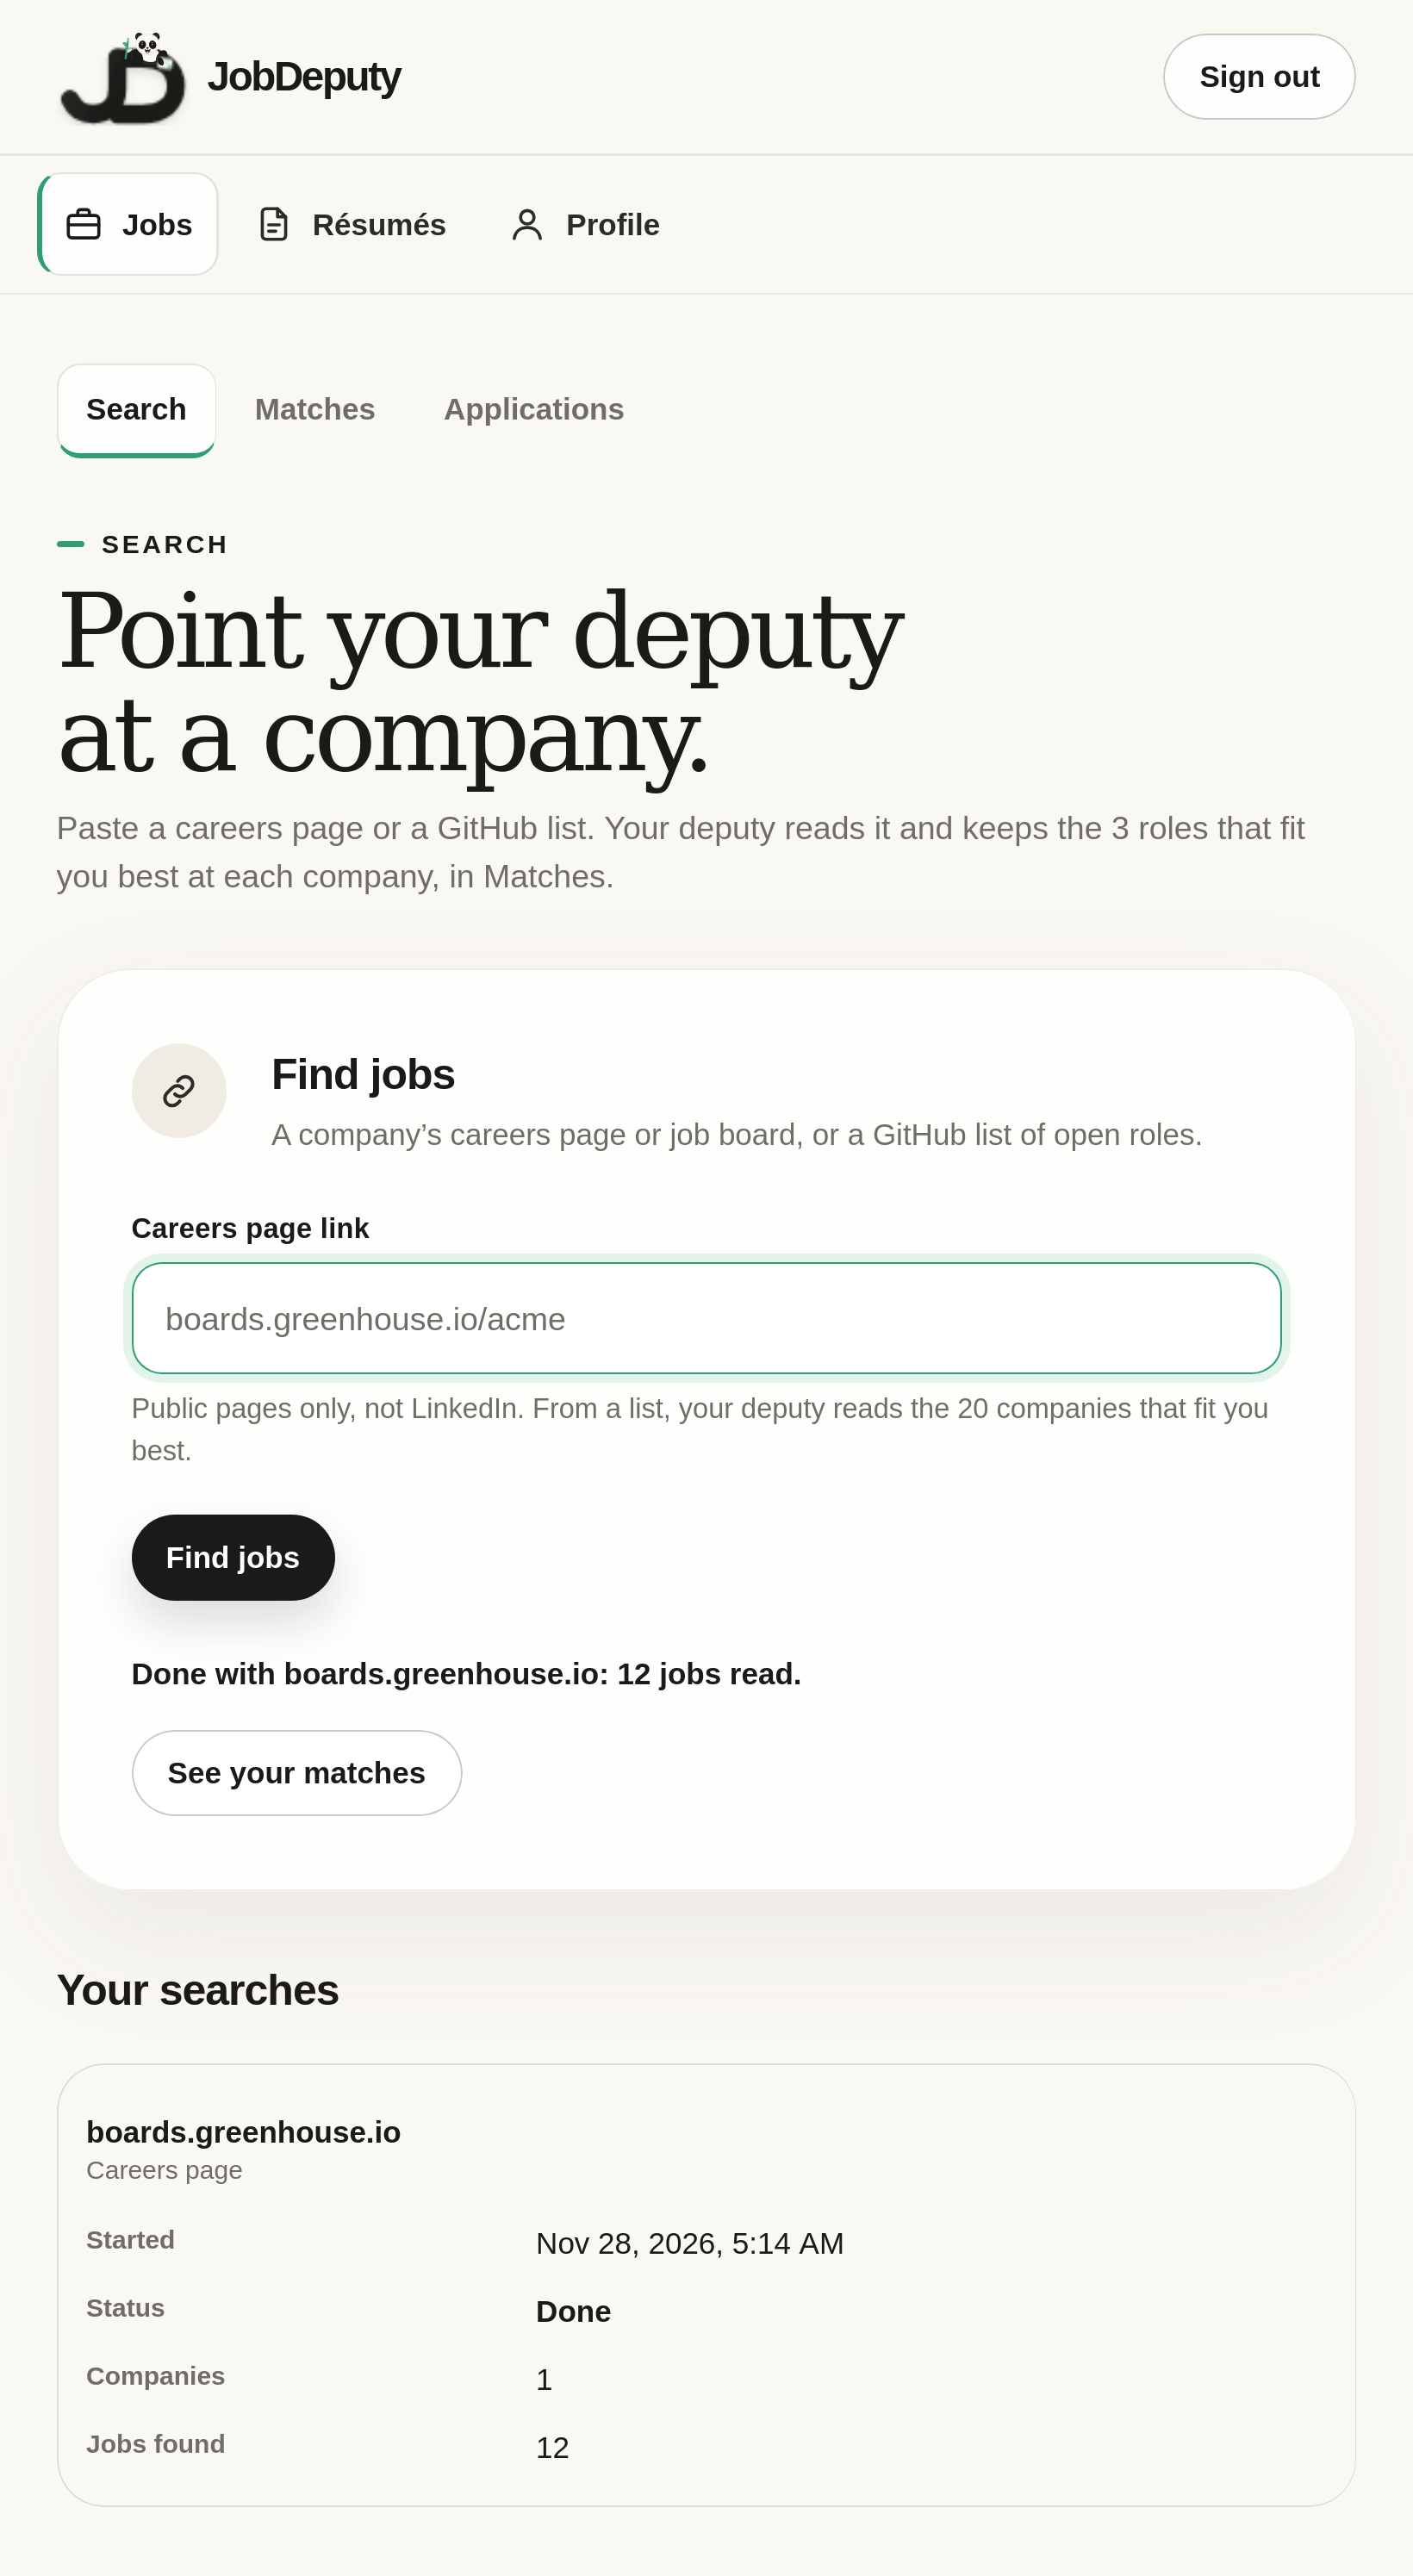 JD JobDeputy
Sign out
Jobs
Résumés
Profile
Search
Matches
Applications
SEARCH
Point your deputy
at a company.
Paste a careers page or a GitHub list. Your deputy reads it and keeps the 3 roles that fit
you best at each company, in Matches.
Find jobs
A company’s careers page or job board, or a GitHub list of open roles.
Careers page link
boards.greenhouse.io/acme
Public pages only, not LinkedIn. From a list, your deputy reads the 20 companies that fit you
best.
Find jobs
Done with boards.greenhouse.io: 12 jobs read.
See your matches
Your searches
boards.greenhouse.io
Careers page
Started Nov 28, 2026, 5:14 AM
Status Done
Companies 1
Jobs found 12